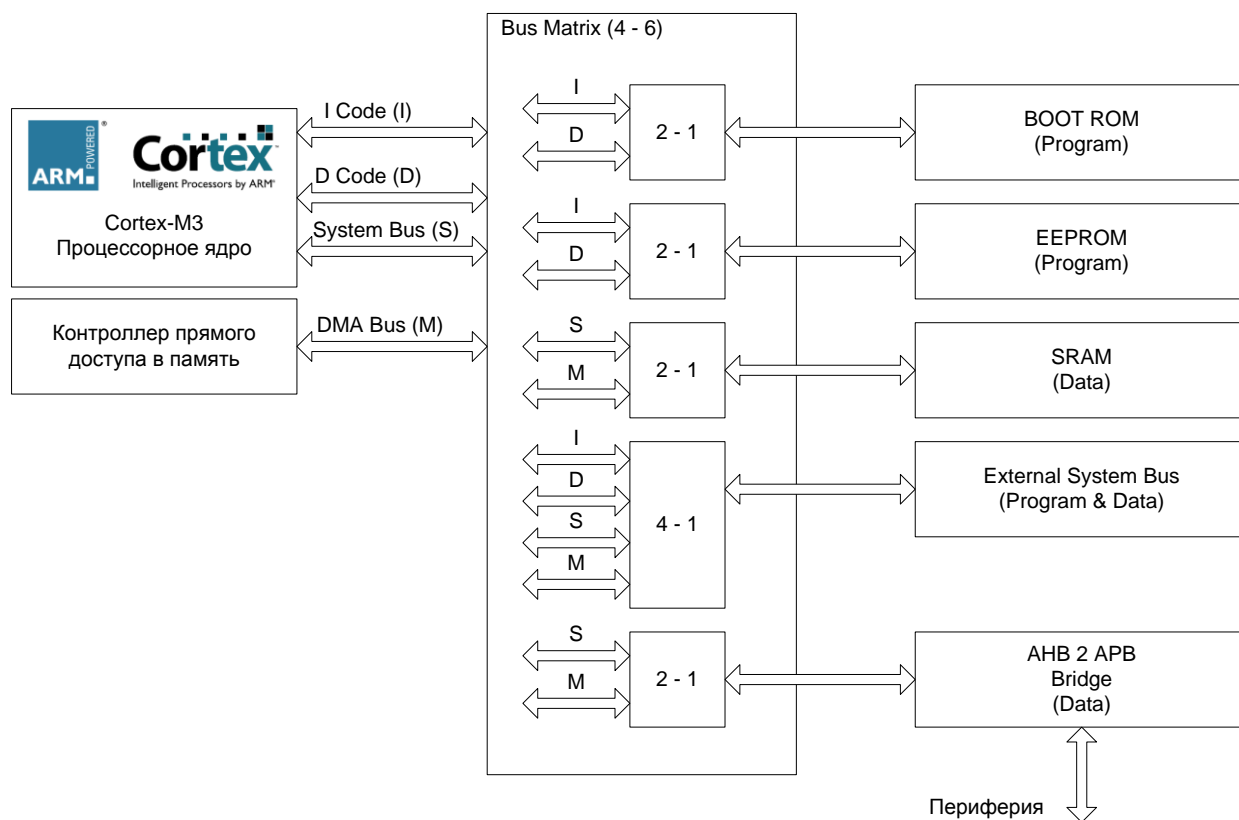 Bus Matrix (4 - 6)
ARM
POWERED
®
Cortex
Intelligent Processors by ARM®
Cortex-M3
Процессорное ядро
Контроллер прямого
доступа в память
I Code (I)
D Code (D)
System Bus (S)
DMA Bus (M)
I
D
2 - 1
BOOT ROM
(Program)
I
D
2 - 1
EEPROM
(Program)
S
M
2 - 1
SRAM
(Data)
I
D
S
M
4 - 1
External System Bus
(Program & Data)
S
M
2 - 1
AHB 2 APB
Bridge
(Data)
Периферия